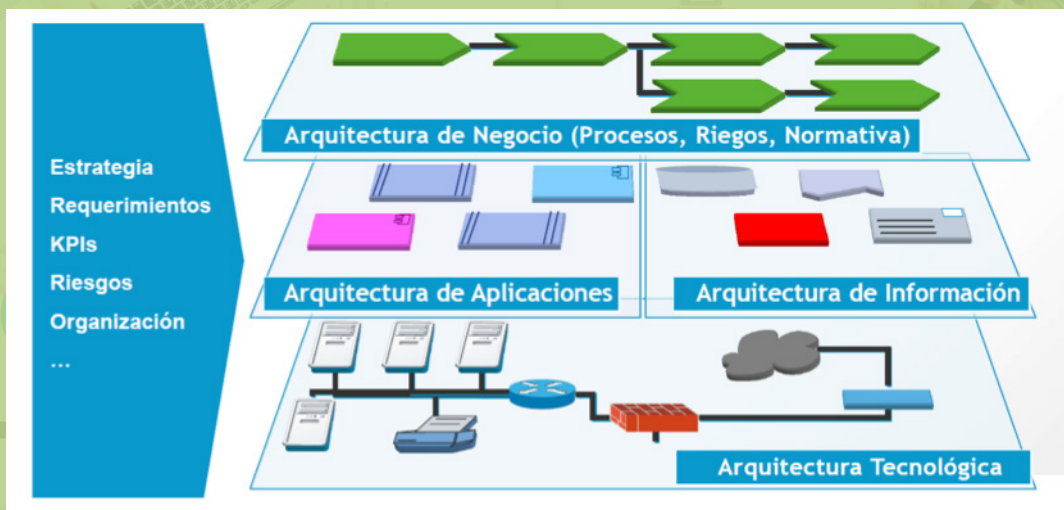 Estrategia
Requerimientos
KPIs
Riesgos
Organización
...
Arquitectura de Negocio (Procesos, Riegos, Normativa)
Arquitectura de Aplicaciones
Arquitectura de Información
Arquitectura Tecnológica